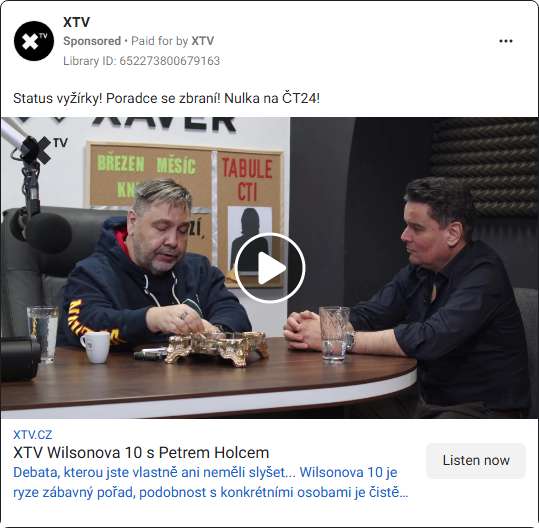 XTV
Sponsored • Paid for by XTV
Library ID: 652273800679163
Status vyžírky! Poradce se zbraní! Nulka na ČT24!
XAVER
TV
BŘEZEN MĚSÍC
TABULE
CTI
XTV.CZ
XTV Wilsonova 10 s Petrem Holcem
Debata, kterou jste vlastně ani neměli slyšet... Wilsonova 10 je
ryze zábavný pořad, podobnost s konkrétními osobami je čistě...
Listen now